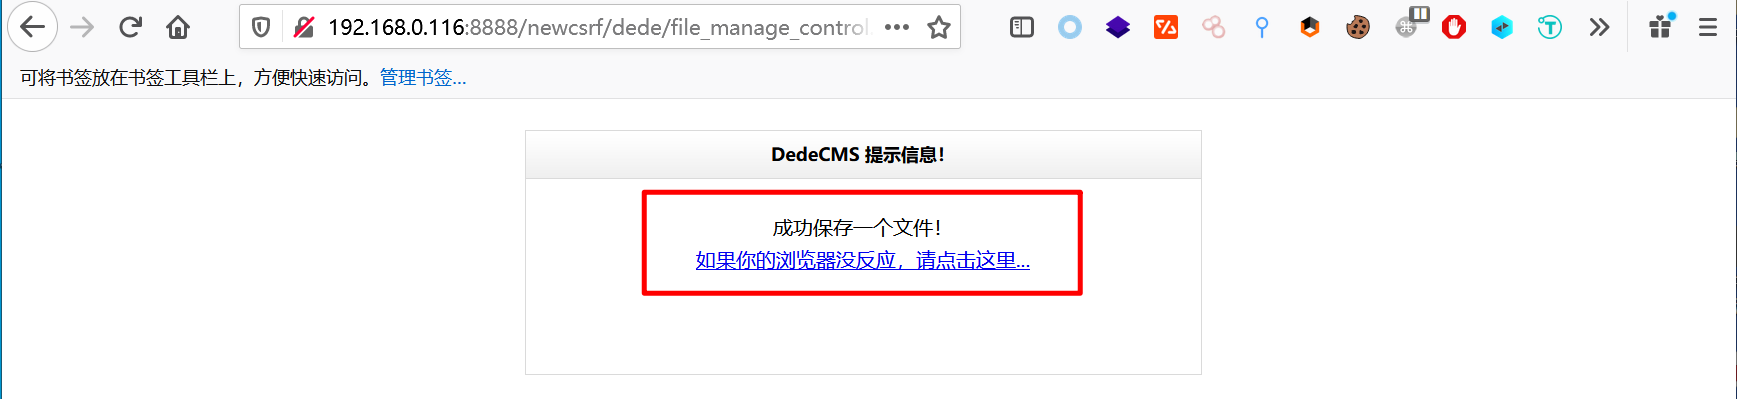 192.168.0.116:8888/newcsrf/dede/file_manage_control
可将书签放在书签工具栏上，方便快速访问。管理书签...
DedeCMS 提示信息！
成功保存一个文件！
如果你的浏览器没反应，请点击这里...